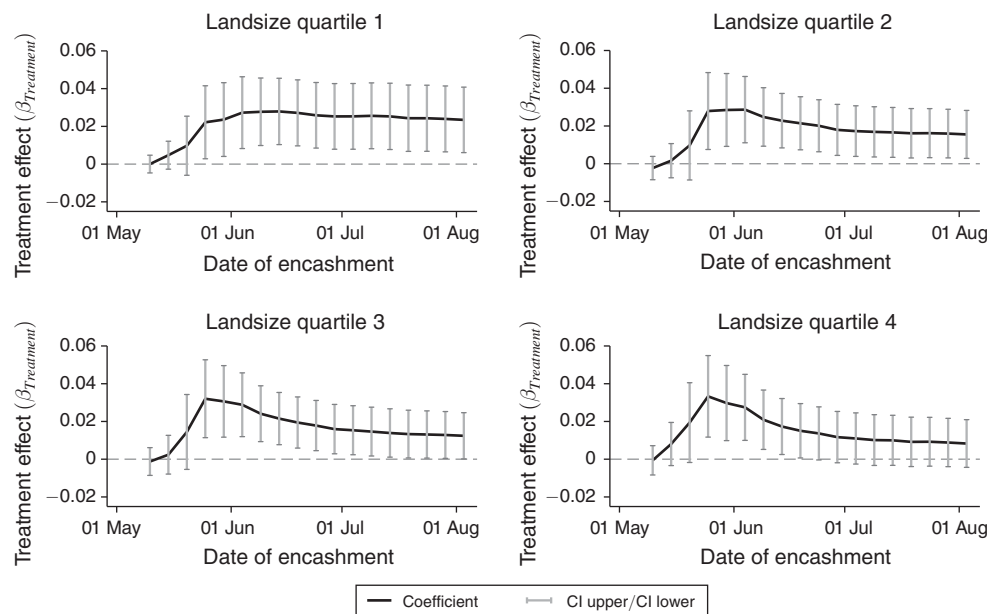 Landsize quartile 1
Treatment effect (βTreatment)
0.06
0.04
0.02
0
−0.02
01 May 01 Jun 01 Jul 01 Aug
Date of encashment
Landsize quartile 2
Treatment effect (βTreatment)
0.06
0.04
0.02
0
−0.02
01 May 01 Jun 01 Jul 01 Aug
Date of encashment
Landsize quartile 3
Treatment effect (βTreatment)
0.06
0.04
0.02
0
−0.02
01 May 01 Jun 01 Jul 01 Aug
Date of encashment
Landsize quartile 4
Treatment effect (βTreatment)
0.06
0.04
0.02
0
−0.02
01 May 01 Jun 01 Jul 01 Aug
Date of encashment
Coefficient CI upper/CI lower